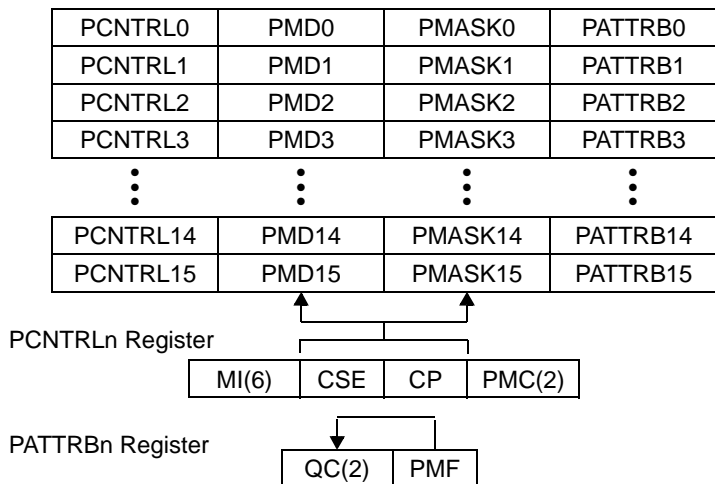 PCNTRL0 PMD0 PMASK0 PATTRB0
PCNTRL1 PMD1 PMASK1 PATTRB1
PCNTRL2 PMD2 PMASK2 PATTRB2
PCNTRL3 PMD3 PMASK3 PATTRB3
PCNTRL14 PMD14 PMASK14 PATTRB14
PCNTRL15 PMD15 PMASK15 PATTRB15
PCNTRLn Register
MI(6) CSE CP PMC(2)
PATTRBn Register
QC(2) PMF